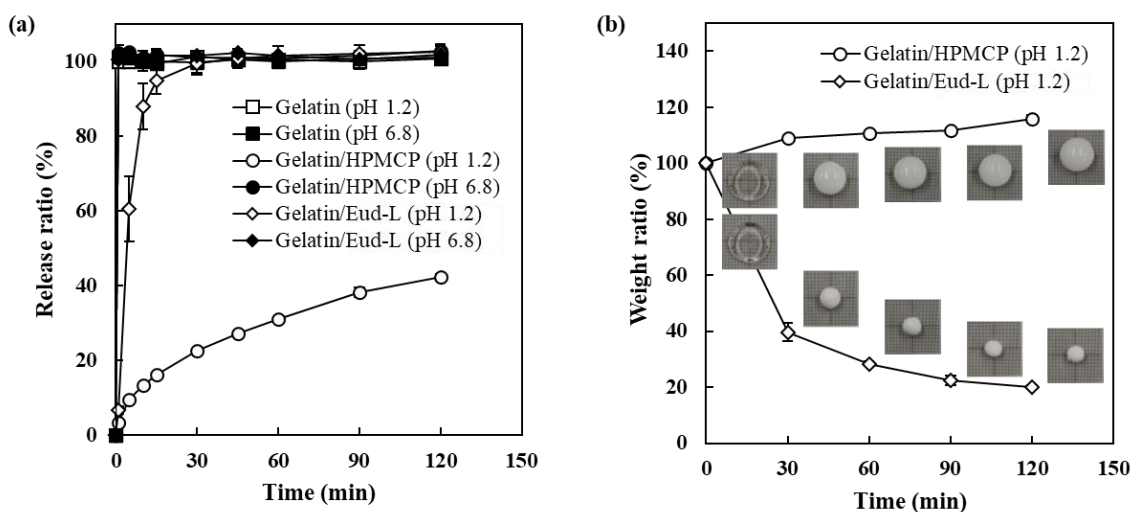 (a)
120
100
80
60
40
20
0
Release ratio (%)
Gelatin (pH 1.2)
Gelatin (pH 6.8)
Gelatin/HPMCP (pH 1.2)
Gelatin/HPMCP (pH 6.8)
Gelatin/Eud-L (pH 1.2)
Gelatin/Eud-L (pH 6.8)
0 30 60 90 120 150
Time (min)
(b)
140
120
100
80
60
40
20
0
Weight ratio (%)
Gelatin/HPMCP (pH 1.2)
Gelatin/Eud-L (pH 1.2)
0 30 60 90 120 150
Time (min)